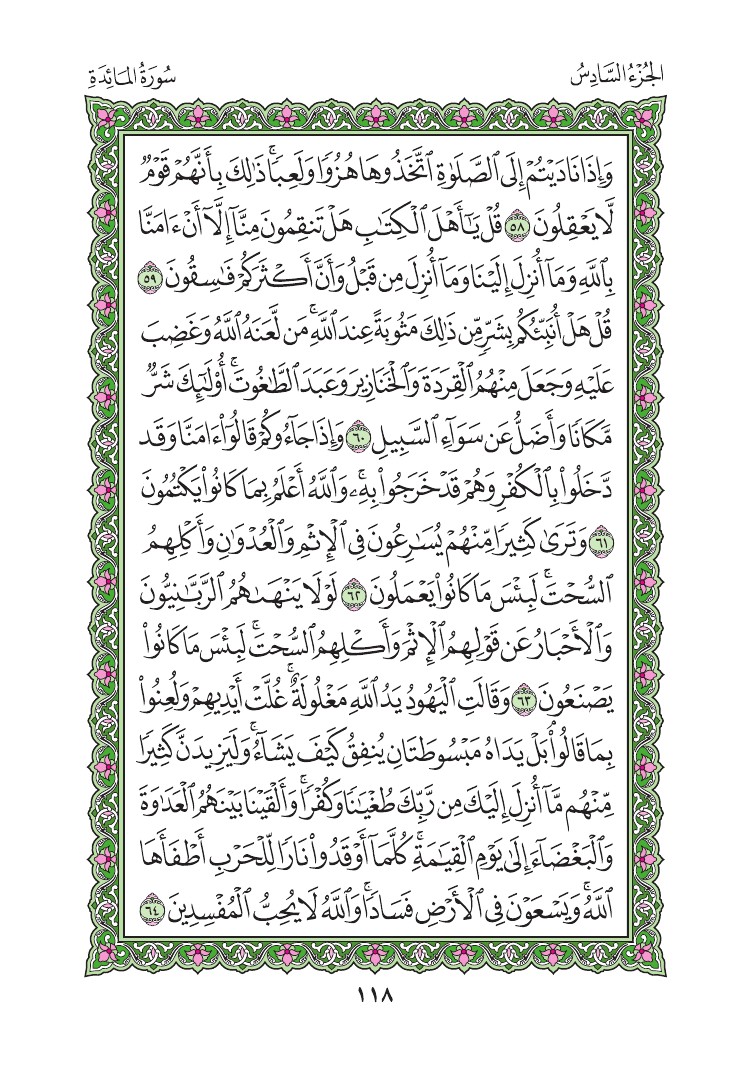 الجُزْءُ السَّادِسُ
سُورَةُ المَائِدَةِ
وَإِذَا نَادَيْتُمْ إِلَى ٱلصَّلَوٰةِ ٱتَّخَذُوهَا هُزُوًا وَلَعِبًاۚ ذَٰلِكَ بِأَنَّهُمْ قَوْمٌ
لَّا يَعْقِلُونَ ٥٨ قُلْ يَٰٓأَهْلَ ٱلْكِتَٰبِ هَلْ تَنقِمُونَ مِنَّآ إِلَّآ أَنْ ءَامَنَّا
بِٱللَّهِ وَمَآ أُنزِلَ إِلَيْنَا وَمَآ أُنزِلَ مِن قَبْلُ وَأَنَّ أَكْثَرَكُمْ فَٰسِقُونَ ٥٩
قُلْ هَلْ أُنَبِّئُكُم بِشَرٍّ مِّن ذَٰلِكَ مَثُوبَةً عِندَ ٱللَّهِۚ مَن لَّعَنَهُ ٱللَّهُ وَغَضِبَ
عَلَيْهِ وَجَعَلَ مِنْهُمُ ٱلْقِرَدَةَ وَٱلْخَنَازِيرَ وَعَبَدَ ٱلطَّٰغُوتَۚ أُو۟لَٰٓئِكَ شَرٌّ
مَّكَانًا وَأَضَلُّ عَن سَوَآءِ ٱلسَّبِيلِ ٦٠ وَإِذَا جَآءُوكُمْ قَالُوٓا۟ ءَامَنَّا وَقَد
دَّخَلُوا۟ بِٱلْكُفْرِ وَهُمْ قَدْ خَرَجُوا۟ بِهِۦۚ وَٱللَّهُ أَعْلَمُ بِمَا كَانُوا۟ يَكْتُمُونَ
٦١ وَتَرَىٰ كَثِيرًا مِّنْهُمْ يُسَٰرِعُونَ فِى ٱلْإِثْمِ وَٱلْعُدْوَٰنِ وَأَكْلِهِمُ
ٱلسُّحْتَۚ لَبِئْسَ مَا كَانُوا۟ يَعْمَلُونَ ٦٢ لَوْلَا يَنْهَىٰهُمُ ٱلرَّبَّٰنِيُّونَ
وَٱلْأَحْبَارُ عَن قَوْلِهِمُ ٱلْإِثْمَ وَأَكْلِهِمُ ٱلسُّحْتَۚ لَبِئْسَ مَا كَانُوا۟
يَصْنَعُونَ ٦٣ وَقَالَتِ ٱلْيَهُودُ يَدُ ٱللَّهِ مَغْلُولَةٌۚ غُلَّتْ أَيْدِيهِمْ وَلُعِنُوا۟
بِمَا قَالُوا۟ۘ بَلْ يَدَاهُ مَبْسُوطَتَانِ يُنفِقُ كَيْفَ يَشَآءُۚ وَلَيَزِيدَنَّ كَثِيرًا
مِّنْهُم مَّآ أُنزِلَ إِلَيْكَ مِن رَّبِّكَ طُغْيَٰنًا وَكُفْرًاۚ وَأَلْقَيْنَا بَيْنَهُمُ ٱلْعَدَٰوَةَ
وَٱلْبَغْضَآءَ إِلَىٰ يَوْمِ ٱلْقِيَٰمَةِۚ كُلَّمَآ أَوْقَدُوا۟ نَارًا لِّلْحَرْبِ أَطْفَأَهَا
ٱللَّهُۚ وَيَسْعَوْنَ فِى ٱلْأَرْضِ فَسَادًاۚ وَٱللَّهُ لَا يُحِبُّ ٱلْمُفْسِدِينَ ٦٤
١١٨